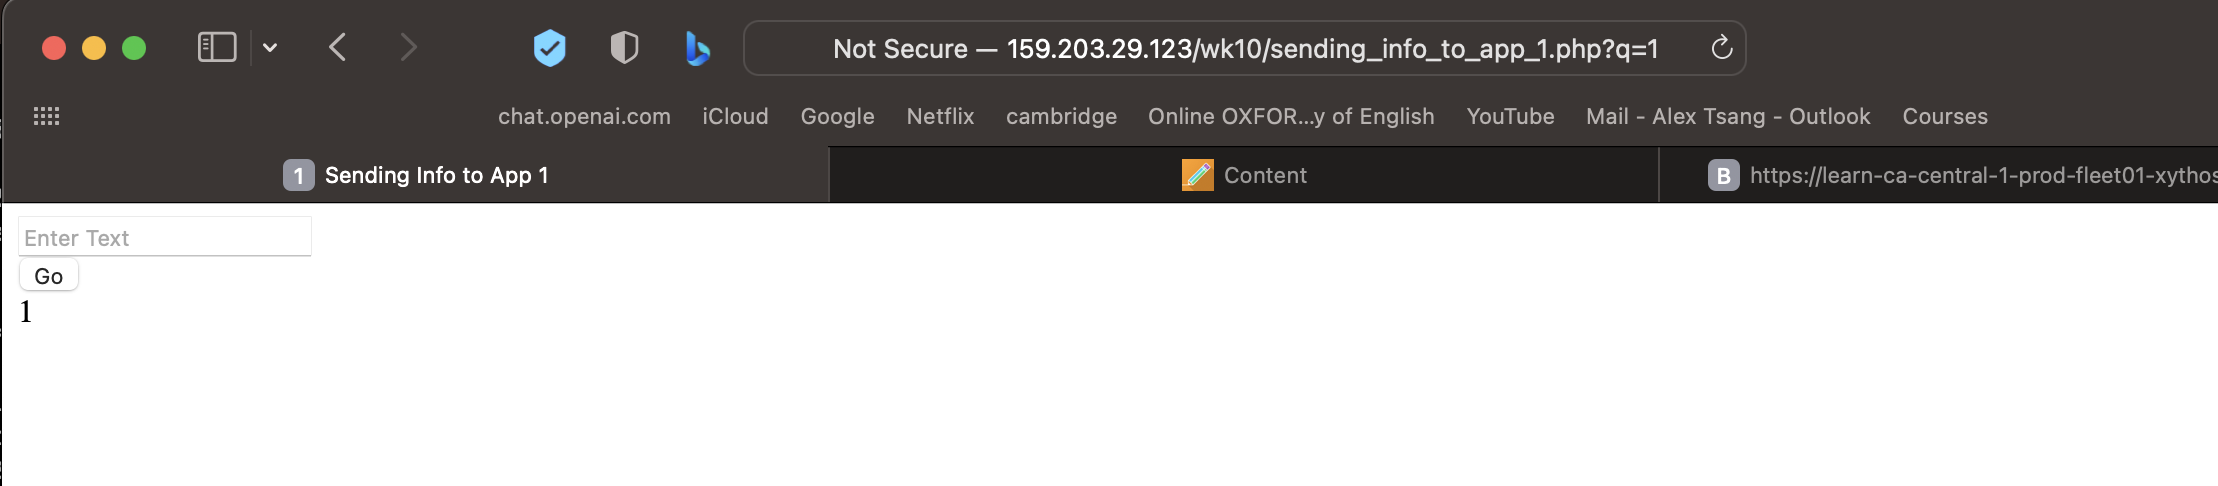 Not Secure — 159.203.29.123/wk10/sending_info_to_app_1.php?q=1
chat.openai.com iCloud Google Netflix cambridge Online OXFOR...y of English YouTube Mail - Alex Tsang - Outlook Courses
1 Sending Info to App 1 Content B https://learn-ca-central-1-prod-fleet01-xythos
Enter Text
Go
1